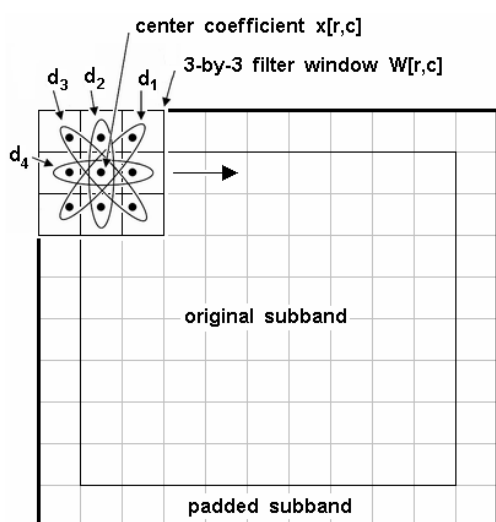 center coefficient x[r,c]
3-by-3 filter window W[r,c]
d₃ d₂ d₁
d₄
original subband
padded subband